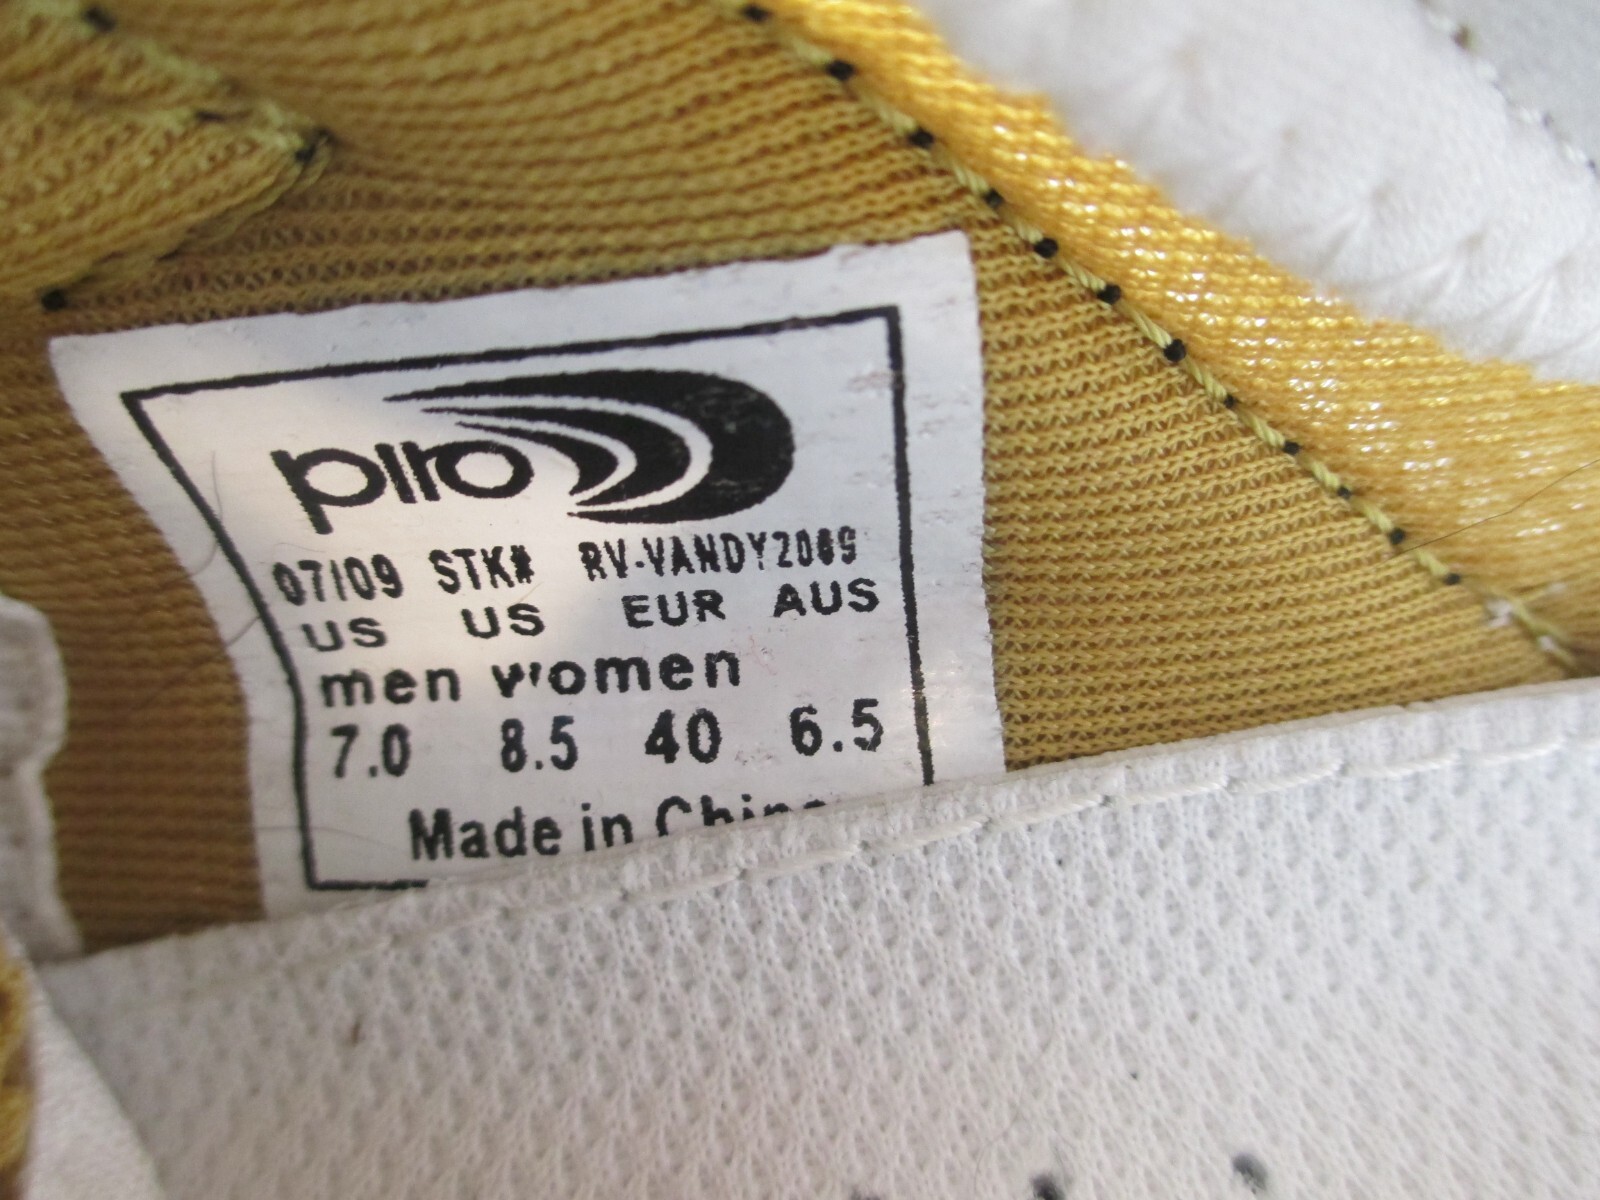 piro
07/09 STK# RV-VANDY2069
US US EUR AUS
men women
7.0 8.5 40 6.5
Made in China